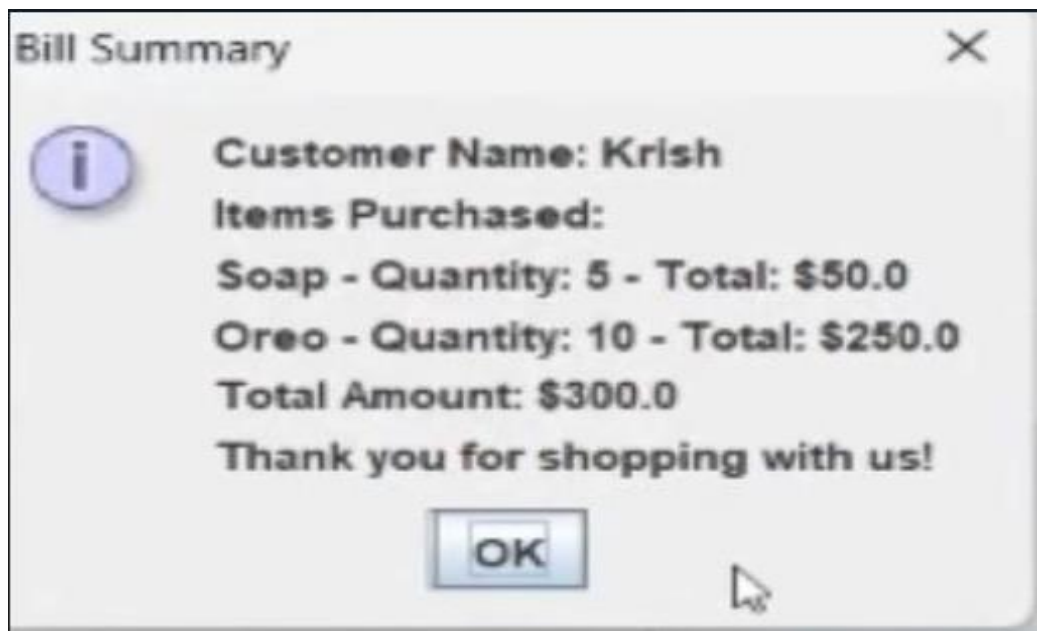 Bill Summary
Customer Name: Krish
Items Purchased:
Soap - Quantity: 5 - Total: $50.0
Oreo - Quantity: 10 - Total: $250.0
Total Amount: $300.0
Thank you for shopping with us!
OK